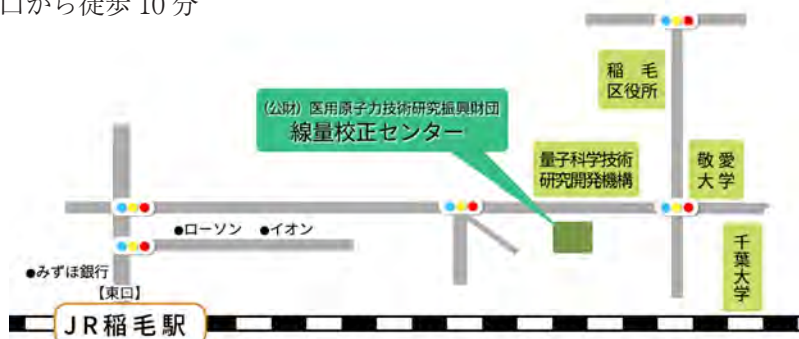 口から徒歩 10 分
稲毛
区役所
(公財) 医用原子力技術研究振興財団
線量校正センター
量子科学技術
研究開発機構
敬愛
大学
●ローソン ●イオン
千葉大学
●みずほ銀行
【東口】
JR稲毛駅